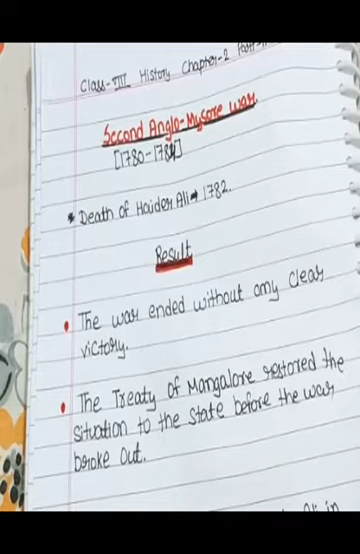 Class-VIII History Chapter-2 Part-
Second Anglo-Mysore War
[1780-1784]
* Death of Haider Ali → 1782.
Result
• The war ended without any clear
victory.
• The Treaty of Mangalore restored the
situation to the state before the war
broke out.
in